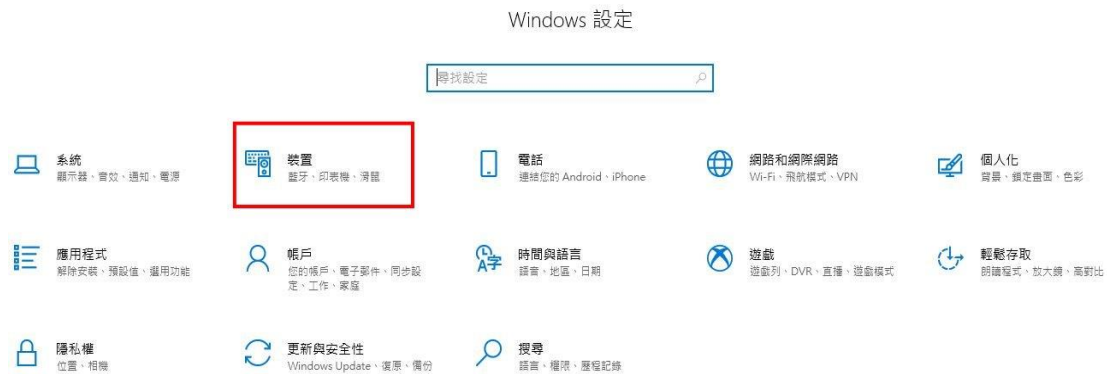 Windows 設定
尋找設定
系統
顯示器、音效、通知、電源
裝置
藍牙、印表機、滑鼠
電話
連結您的 Android、iPhone
網路和網際網路
Wi-Fi、飛航模式、VPN
個人化
背景、鎖定畫面、色彩
應用程式
解除安裝、預設值、選用功能
帳戶
您的帳戶、電子郵件、同步設
定、工作、家庭
時間與語言
語音、地區、日期
遊戲
遊戲列、DVR、直播、遊戲模式
輕鬆存取
朗讀程式、放大鏡、高對比
隱私權
位置、相機
更新與安全性
Windows Update、復原、備份
搜尋
語言、權限、歷程記錄